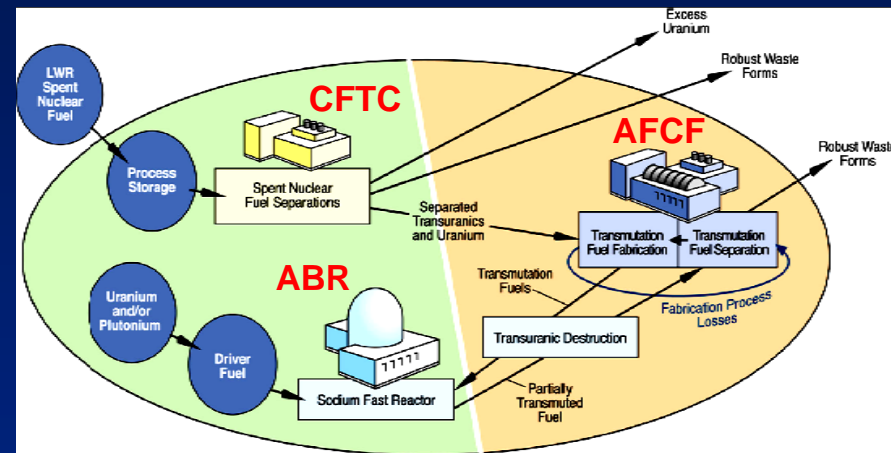 Excess
Uranium
LWR
Spent
Nuclear
Fuel
Robust Waste
Forms
CFTC
AFCF
Robust Waste
Forms
Process
Storage
Spent Nuclear
Fuel Separations
Separated
Transuranics
and Uranium
Transmutation
Fuel Fabrication
Transmutation
Fuel Separation
ABR
Transmutation
Fuels
Fabrication Process
Losses
Uranium
and/or
Plutonium
Transuranic Destruction
Driver
Fuel
Sodium Fast Reactor
Partially
Transmuted
Fuel